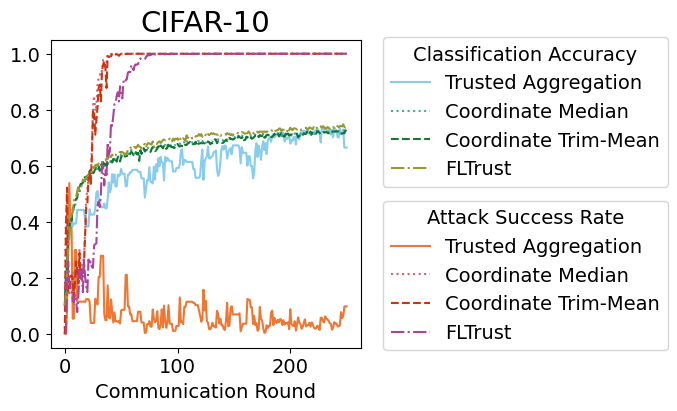 CIFAR-10
1.0
0.8
0.6
0.4
0.2
0.0
0
100
200
Communication Round
Classification Accuracy
Trusted Aggregation
Coordinate Median
Coordinate Trim-Mean
FLTrust
Attack Success Rate
Trusted Aggregation
Coordinate Median
Coordinate Trim-Mean
FLTrust